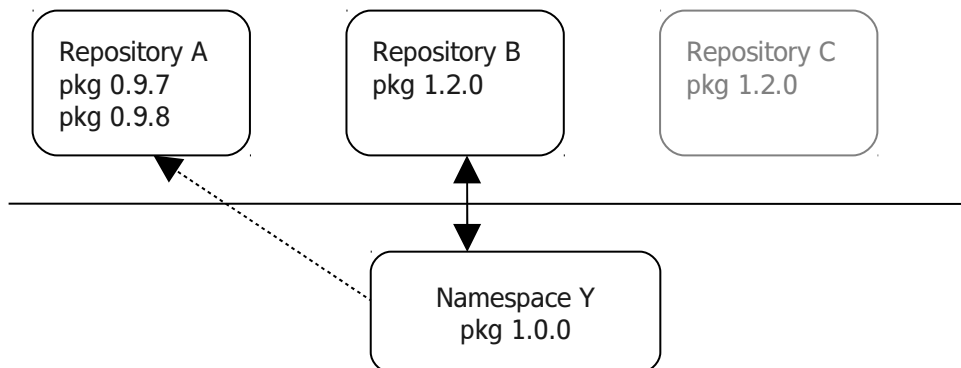 Repository A
pkg 0.9.7
pkg 0.9.8
Repository B
pkg 1.2.0
Repository C
pkg 1.2.0
Namespace Y
pkg 1.0.0